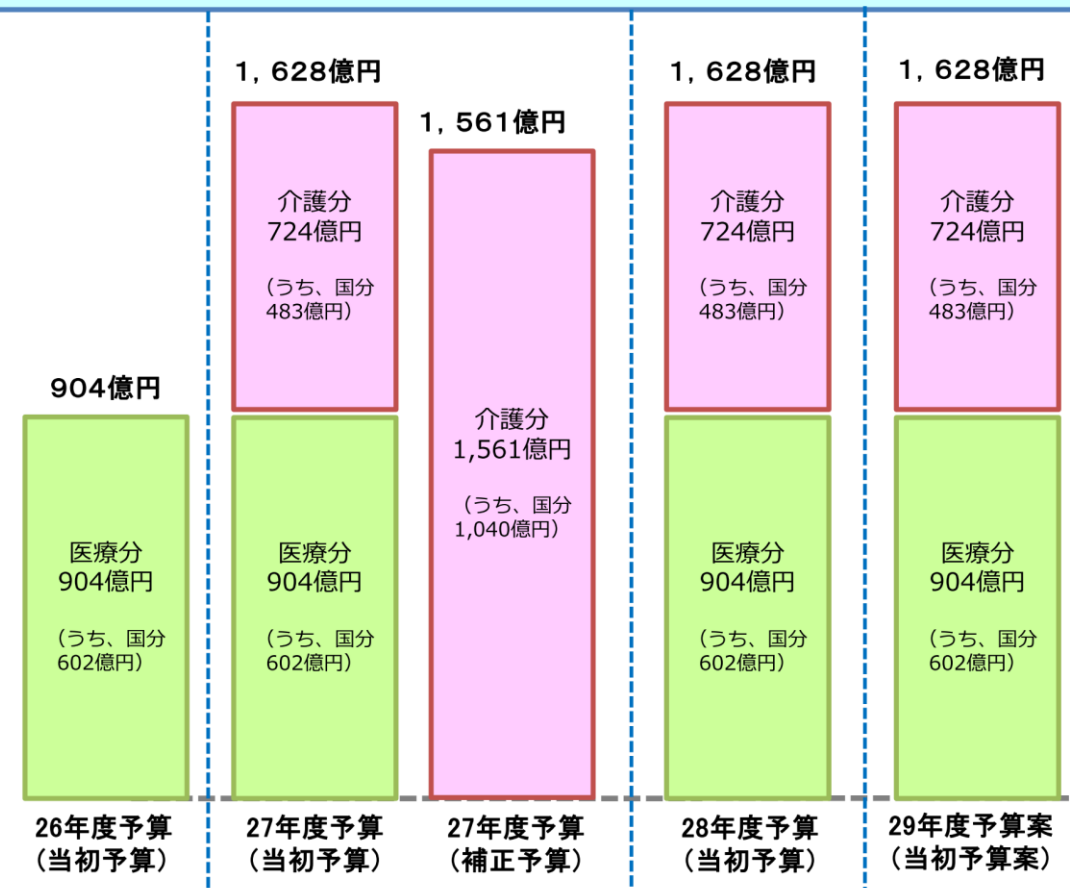 904億円
医療分
904億円
（うち、国分
602億円）
26年度予算
（当初予算）
1，628億円
介護分
724億円
（うち、国分
483億円）
医療分
904億円
（うち、国分
602億円）
27年度予算
（当初予算）
1，561億円
介護分
1,561億円
（うち、国分
1,040億円）
27年度予算
（補正予算）
1，628億円
介護分
724億円
（うち、国分
483億円）
医療分
904億円
（うち、国分
602億円）
28年度予算
（当初予算）
1，628億円
介護分
724億円
（うち、国分
483億円）
医療分
904億円
（うち、国分
602億円）
29年度予算案
（当初予算案）